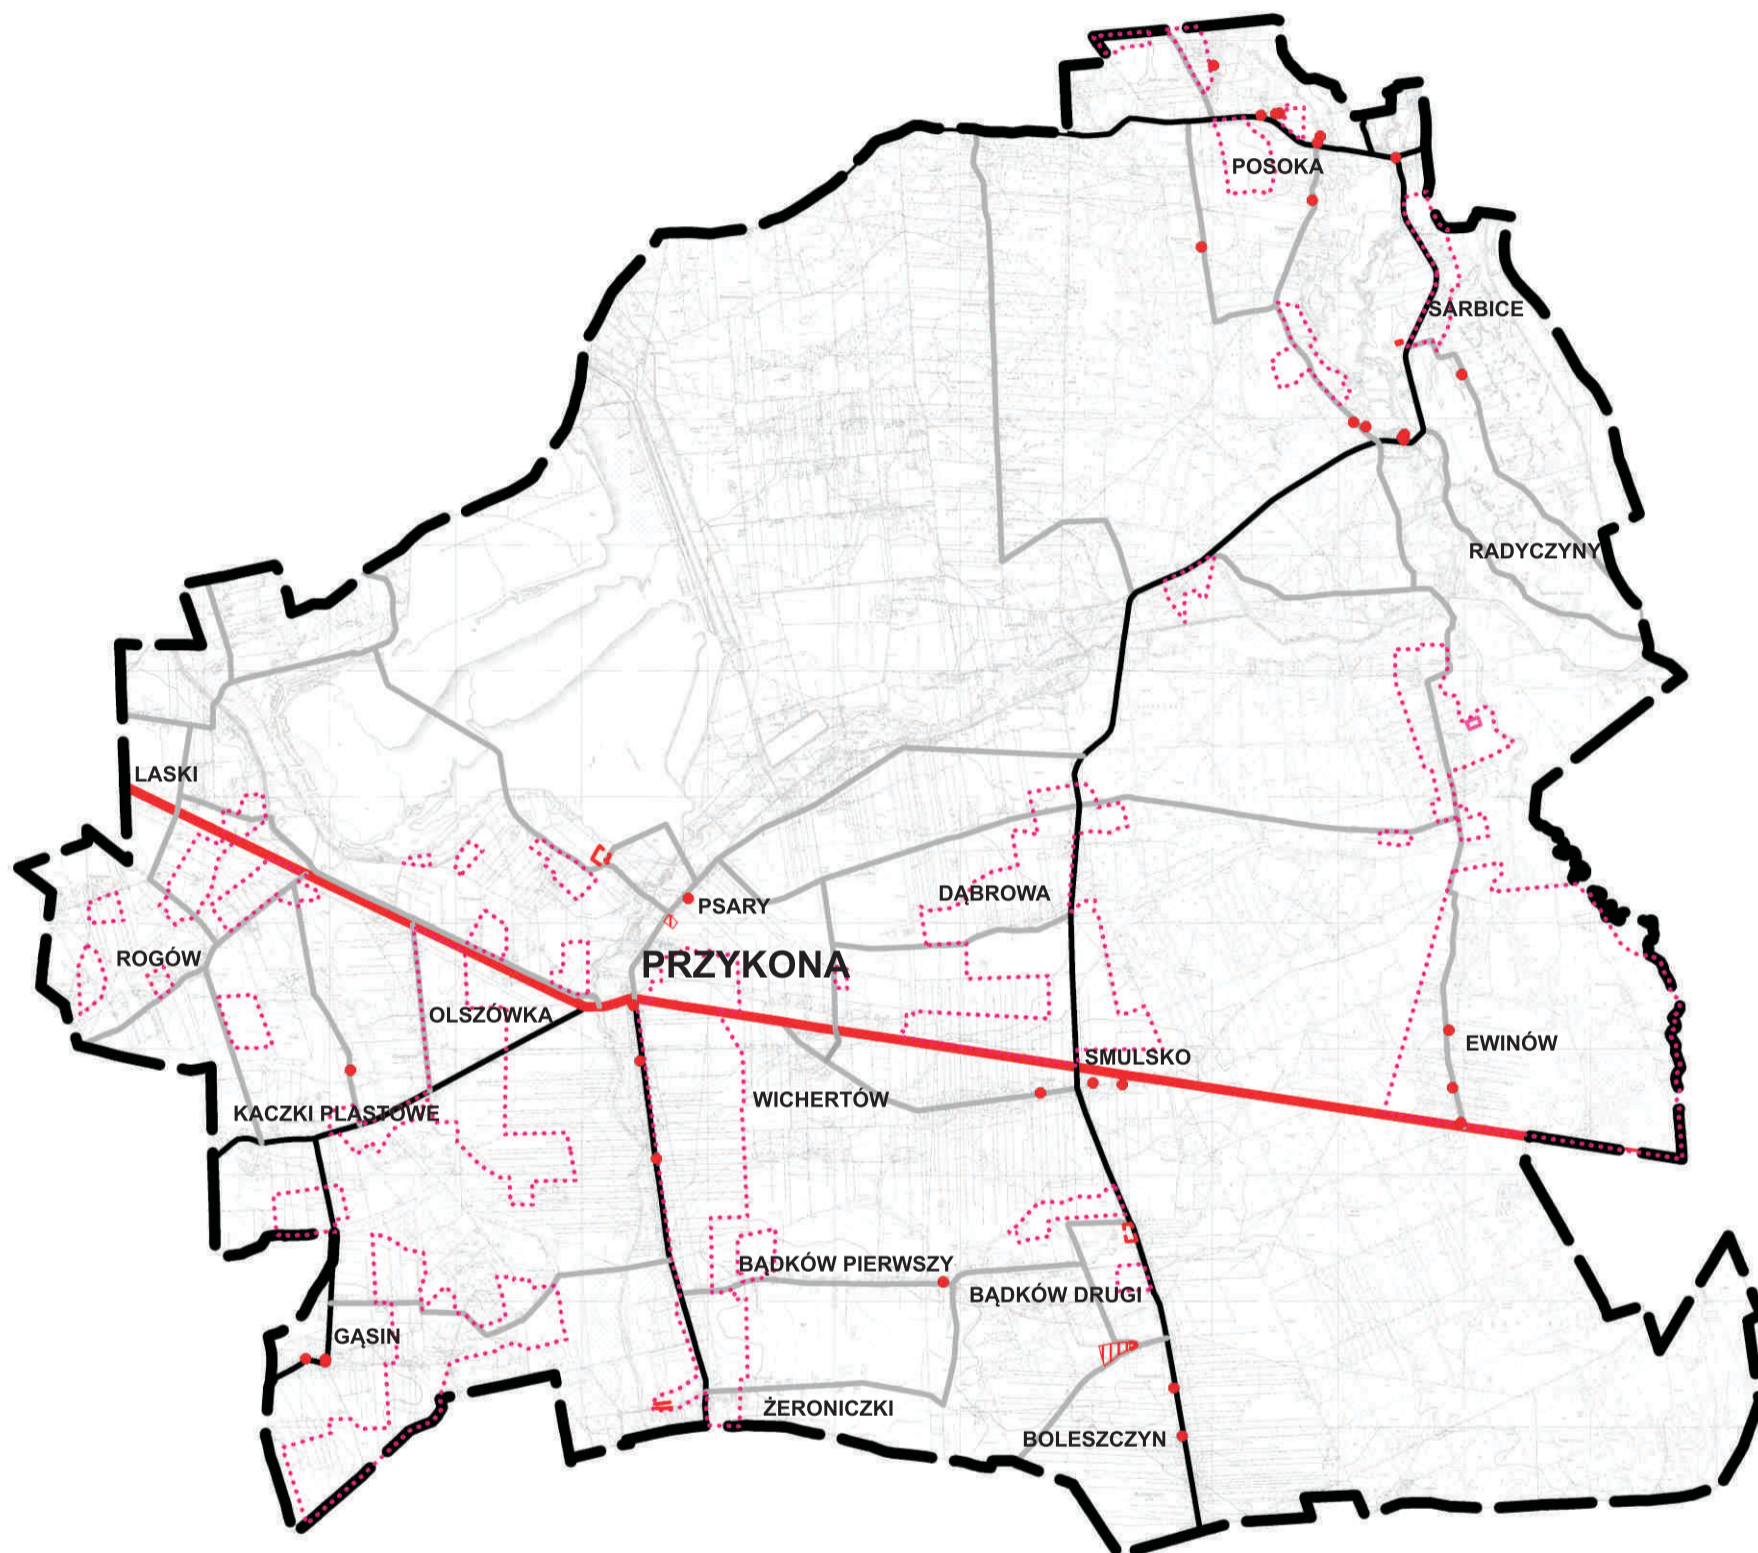 POSOKA
SARBICE
RADYCZYNY
LASKI
DĄBROWA
PSARY
ROGÓW
PRZYKONA
OLSZÓWKA
EWINÓW
SMULSKO
WICHERTÓW
KACZKI PLASTOWE
BĄDKÓW PIERWSZY
BĄDKÓW DRUGI
GĄSIN
ŻERONICZKI
BOLESZCZYN